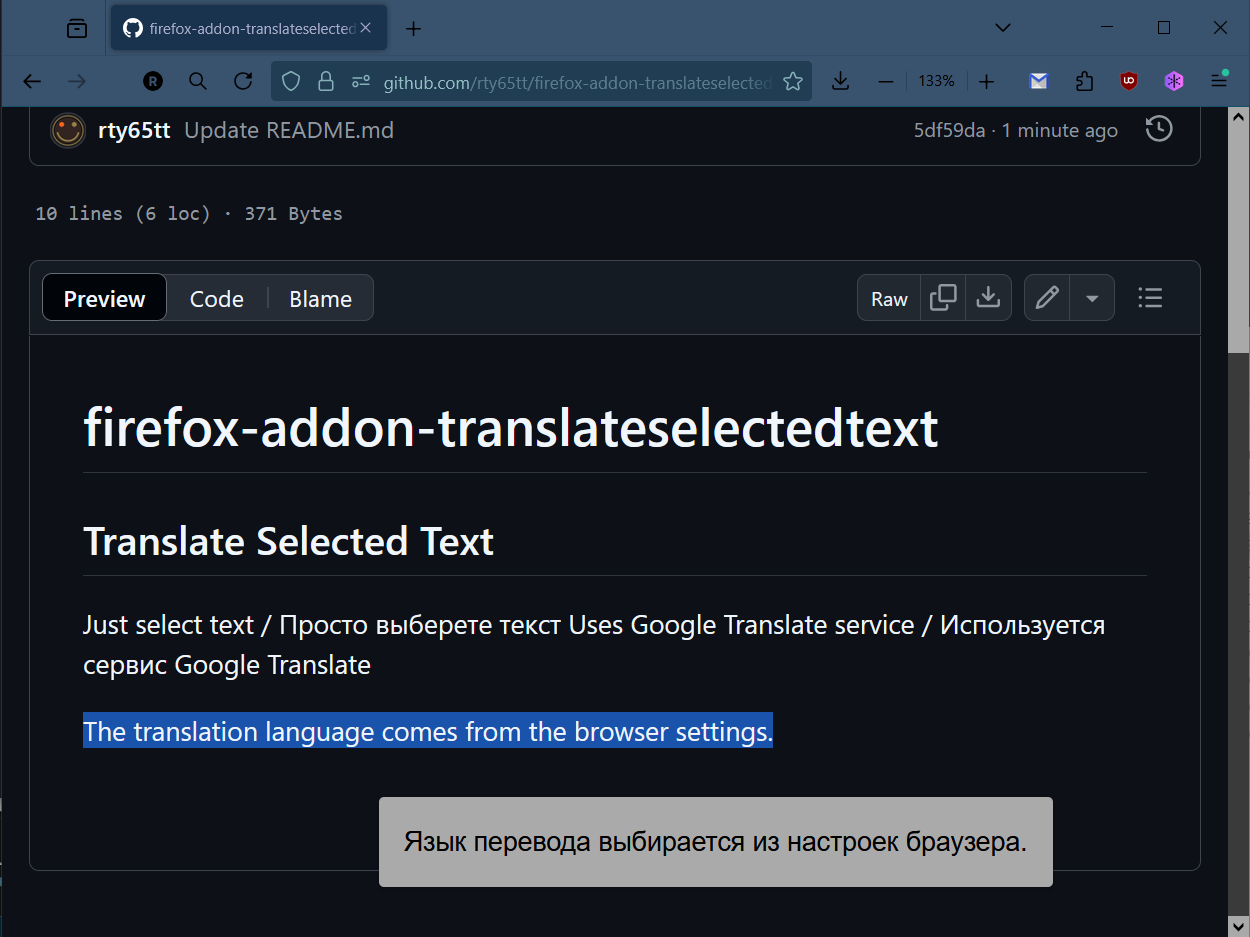 firefox-addon-translateselected
github.com/rty65tt/firefox-addon-translateselected
133%
rty65tt Update README.md 5df59da · 1 minute ago
10 lines (6 loc) · 371 Bytes
Preview Code Blame Raw
firefox-addon-translateselectedtext
Translate Selected Text
Just select text / Просто выберете текст Uses Google Translate service / Используется
сервис Google Translate
The translation language comes from the browser settings.
Язык перевода выбирается из настроек браузера.